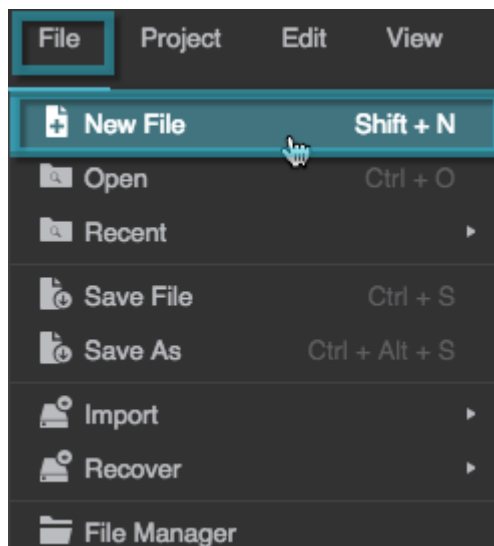 File Project Edit View
New File Shift + N
Open Ctrl + O
Recent
Save File Ctrl + S
Save As Ctrl + Alt + S
Import
Recover
File Manager